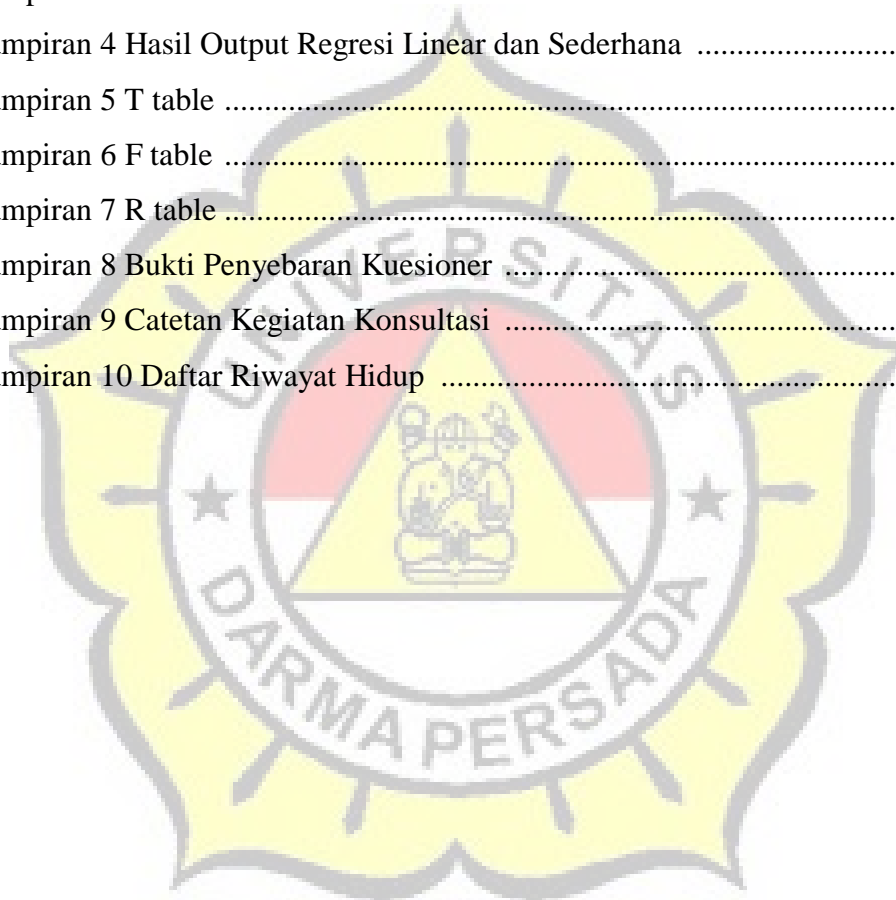 mpiran 4 Hasil Output Regresi Linear dan Sederhana ........................
mpiran 5 T table ...................................................................................
mpiran 6 F table ...................................................................................
mpiran 7 R table ....................................................................................
mpiran 8 Bukti Penyebaran Kuesioner ................................................
mpiran 9 Catetan Kegiatan Konsultasi ................................................
mpiran 10 Daftar Riwayat Hidup ........................................................
UNIVERSITAS
DARMA PERSADA